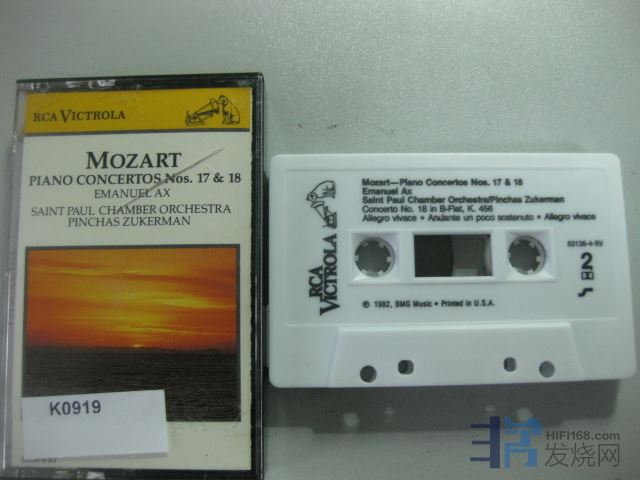 RCA VICTROLA
MOZART
PIANO CONCERTOS Nos. 17 & 18
EMANUEL AX
SAINT PAUL CHAMBER ORCHESTRA
PINCHAS ZUKERMAN
K0919
RCA
VICTROLA
Mozart—Piano Concertos Nos. 17 & 18
Emanuel Ax
Saint Paul Chamber Orchestra/Pinchas Zukerman
Concerto No. 18 in B-Flat, K. 456
Allegro vivace • Andante un poco sostenuto • Allegro vivace
60136-4-RV
2
℗ 1982, BMG Music • Printed in U.S.A.
HIFI168.com
发烧网